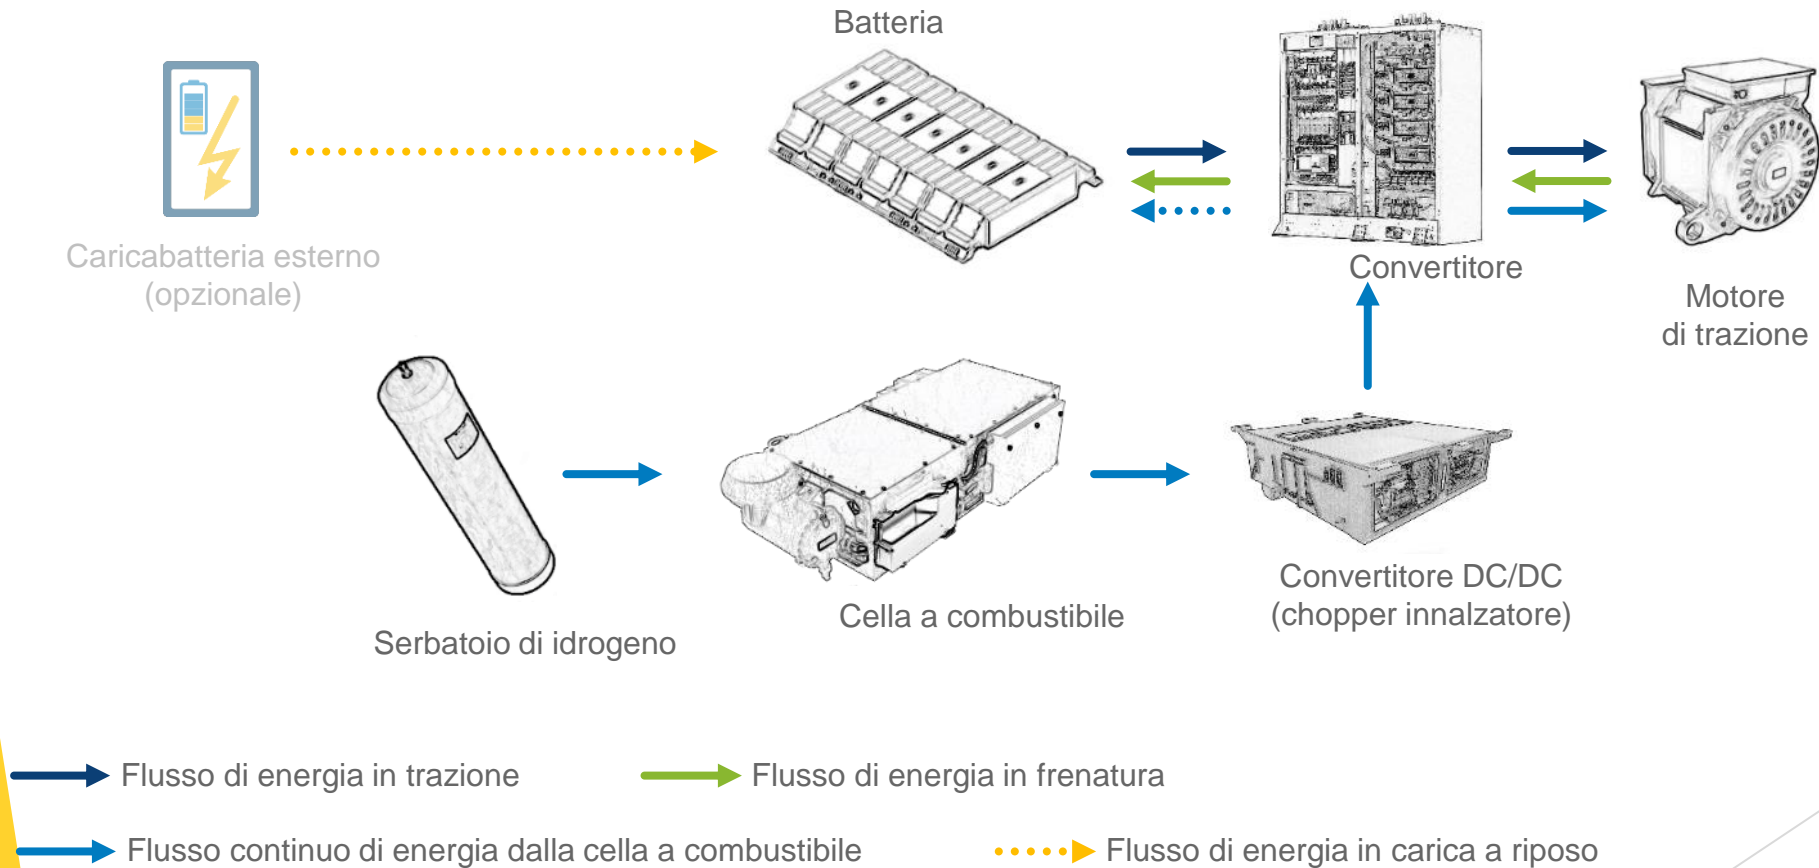 Batteria
Caricabatteria esterno
(opzionale)
Convertitore
Motore
di trazione
Serbatoio di idrogeno
Cella a combustibile
Convertitore DC/DC
(chopper innalzatore)
Flusso di energia in trazione
Flusso di energia in frenatura
Flusso continuo di energia dalla cella a combustibile
Flusso di energia in carica a riposo